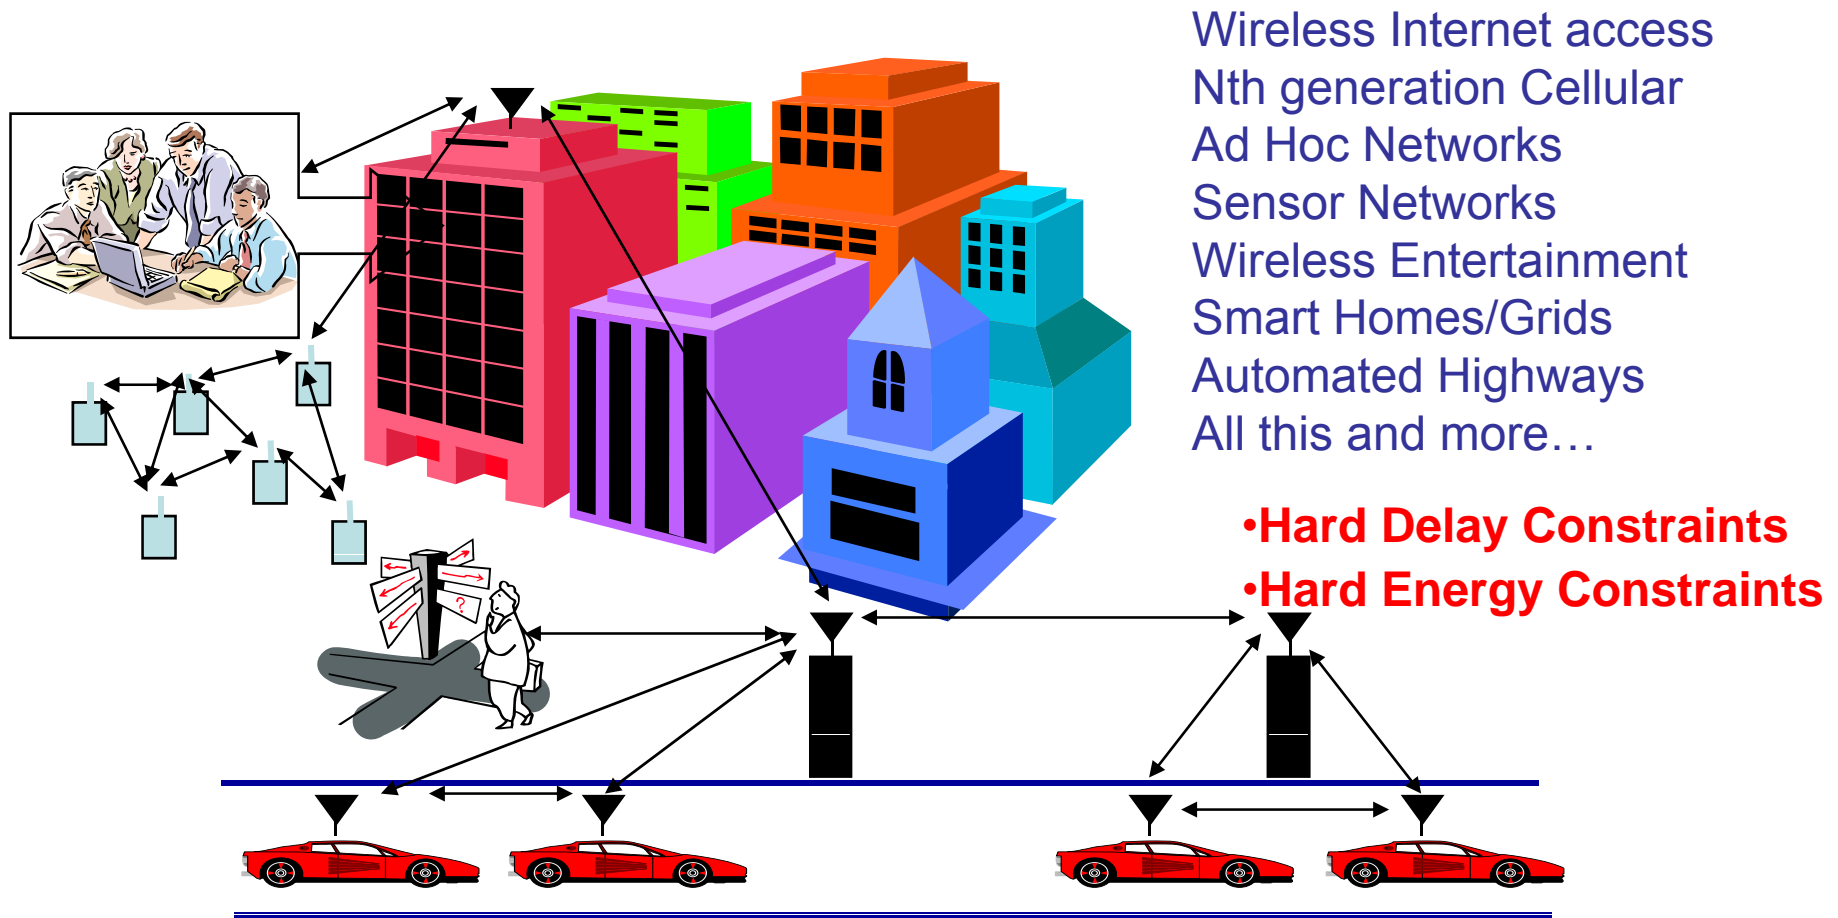 Wireless Internet access
Nth generation Cellular
Ad Hoc Networks
Sensor Networks
Wireless Entertainment
Smart Homes/Grids
Automated Highways
All this and more…
•Hard Delay Constraints
•Hard Energy Constraints
?